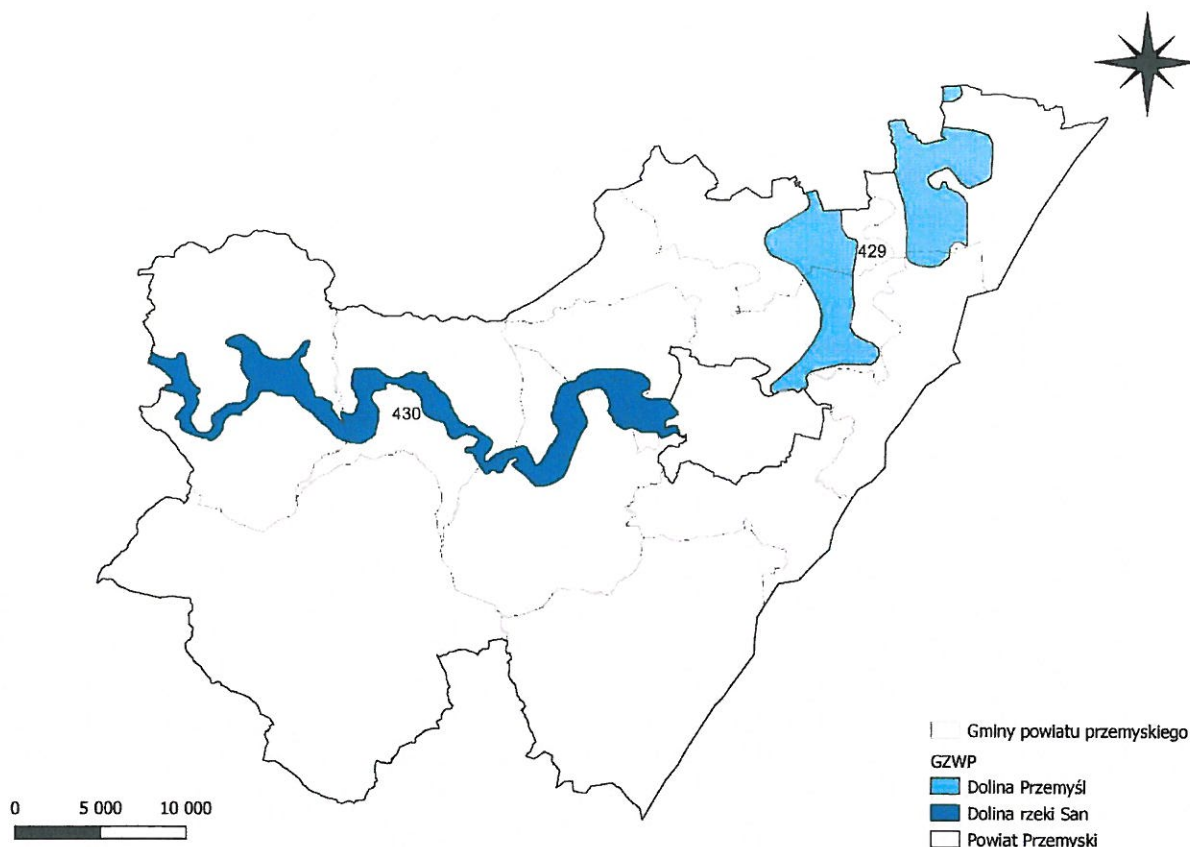 429
430
Gminy powiatu przemyskiego
GZWP
Dolina Przemyśl
Dolina rzeki San
Powiat Przemyski
0 5 000 10 000